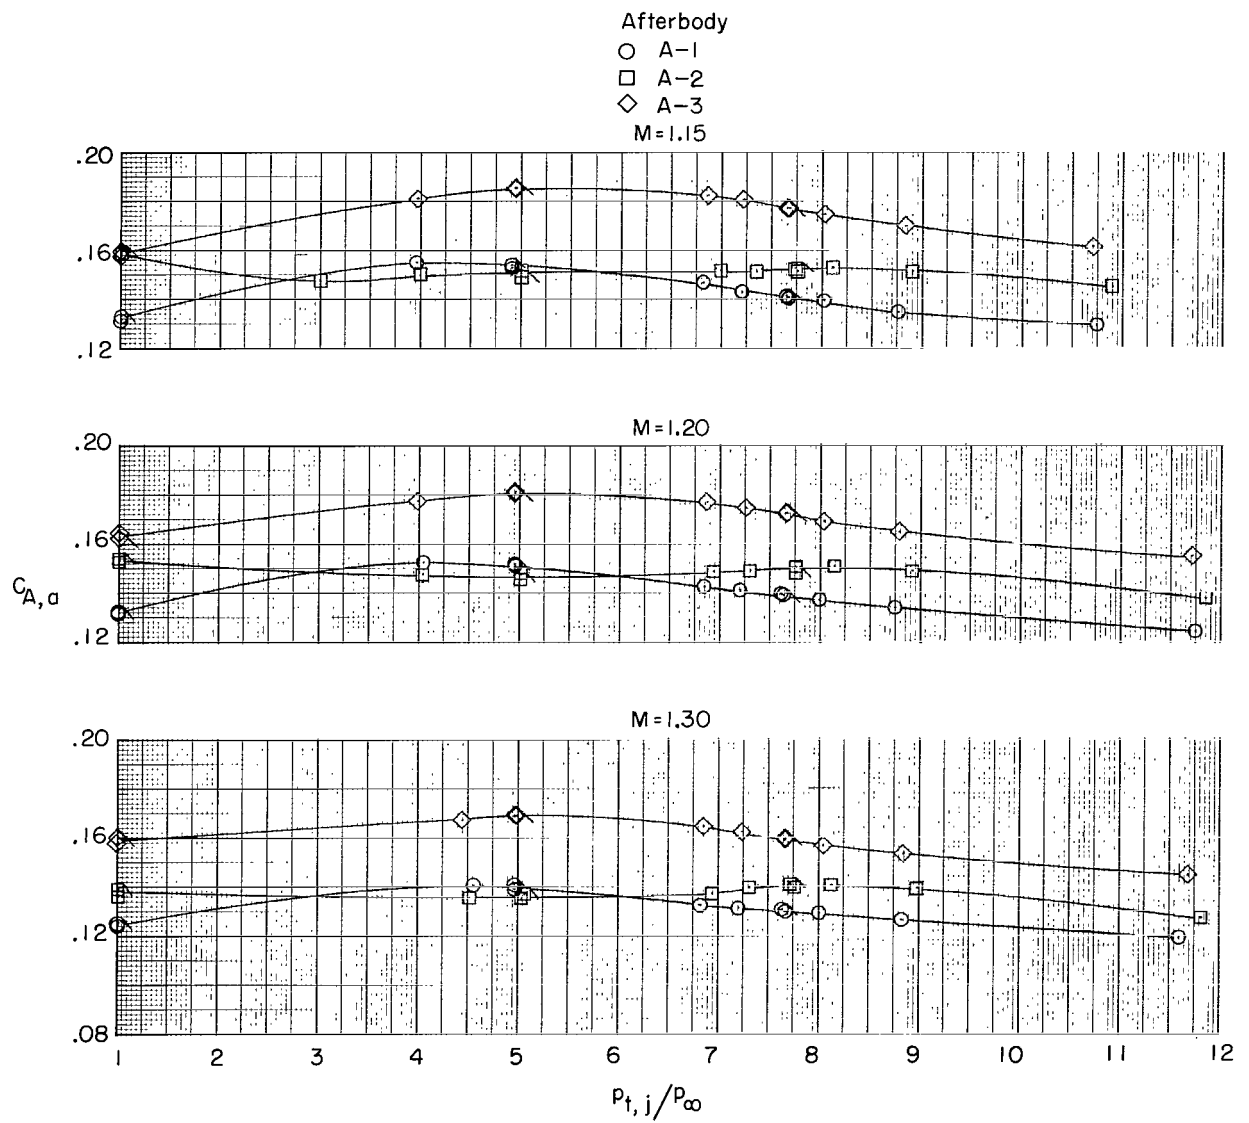 Afterbody
A-1
A-2
A-3
M=1.15
.20
.16
.12
M=1.20
.20
.16
.12
C_A,a
M=1.30
.20
.16
.12
.08
1 2 3 4 5 6 7 8 9 10 11 12
p_t,j/p_∞